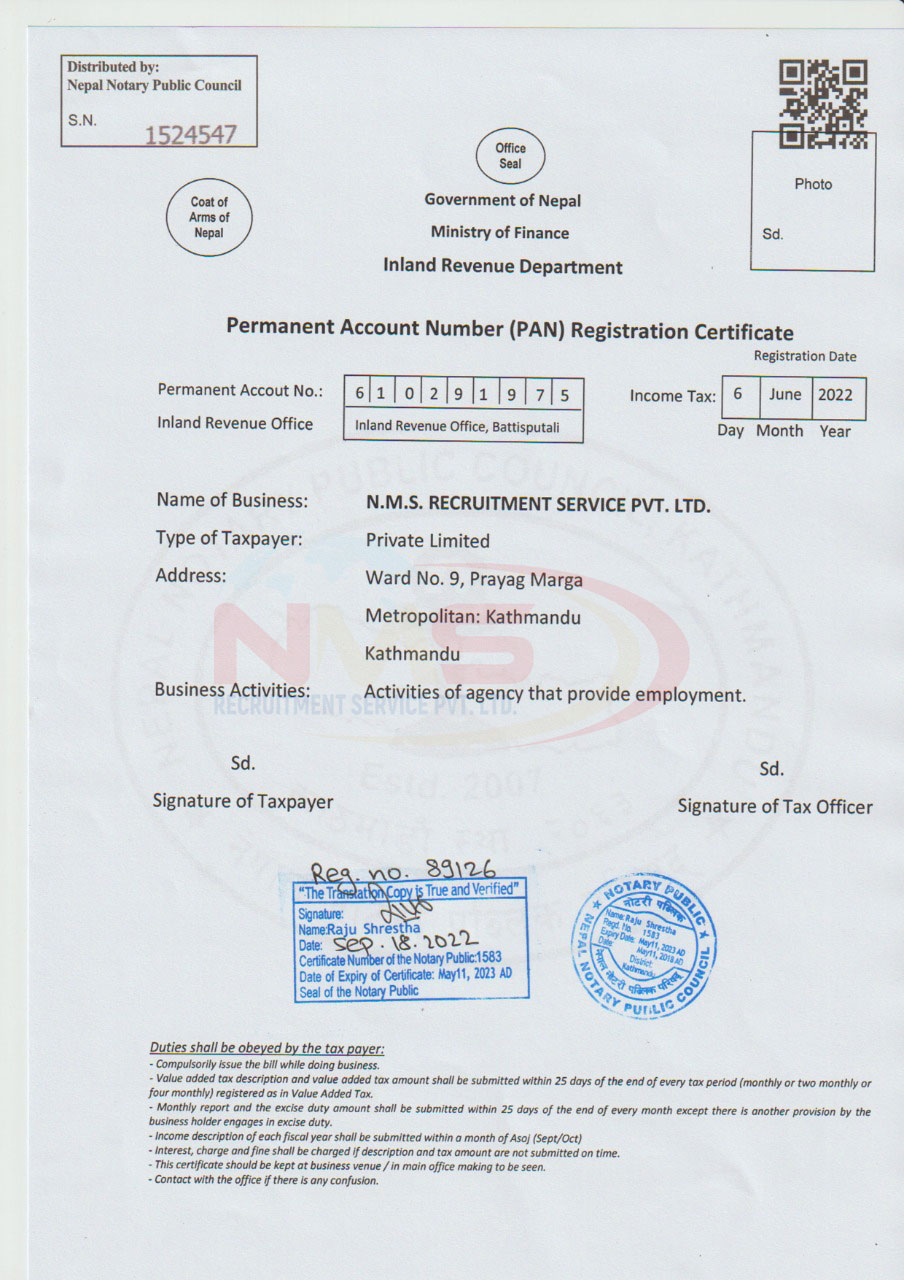 Distributed by:
Nepal Notary Public Council
S.N. 1524547
Office
Seal
Coat of
Arms of
Nepal
Photo
Sd.
Government of Nepal
Ministry of Finance
Inland Revenue Department
Permanent Account Number (PAN) Registration Certificate
Registration Date
Permanent Accout No.: 6 1 0 2 9 1 9 7 5 Income Tax: 6 June 2022
Inland Revenue Office Inland Revenue Office, Battisputali Day Month Year
Name of Business: N.M.S. RECRUITMENT SERVICE PVT. LTD.
Type of Taxpayer: Private Limited
Address: Ward No. 9, Prayag Marga
Metropolitan: Kathmandu
Kathmandu
Business Activities: Activities of agency that provide employment.
NMS
RECRUITMENT SERVICE PVT. LTD.
Estd. 2007
Sd.
Signature of Taxpayer
Sd.
Signature of Tax Officer
Reg. no. 89126
"The Translation Copy is True and Verified"
Signature:
Name:Raju Shrestha
Date: Sep. 18. 2022
Certificate Number of the Notary Public:1583
Date of Expiry of Certificate: May11, 2023 AD
Seal of the Notary Public
NOTARY PUBLIC
नोटरी पब्लिक
Name: Raju Shrestha
Regd. No. 1583
Expiry Date: May11, 2023 AD
Date: May11, 2018 AD
District:
Kathmandu
नेपाल नोटरी पब्लिक परिषद्
NEPAL NOTARY PUBLIC COUNCIL
Duties shall be obeyed by the tax payer:
- Compulsorily issue the bill while doing business.
- Value added tax description and value added tax amount shall be submitted within 25 days of the end of every tax period (monthly or two monthly or
four monthly) registered as in Value Added Tax.
- Monthly report and the excise duty amount shall be submitted within 25 days of the end of every month except there is another provision by the
business holder engages in excise duty.
- Income description of each fiscal year shall be submitted within a month of Asoj (Sept/Oct)
- Interest, charge and fine shall be charged if description and tax amount are not submitted on time.
- This certificate should be kept at business venue / in main office making to be seen.
- Contact with the office if there is any confusion.